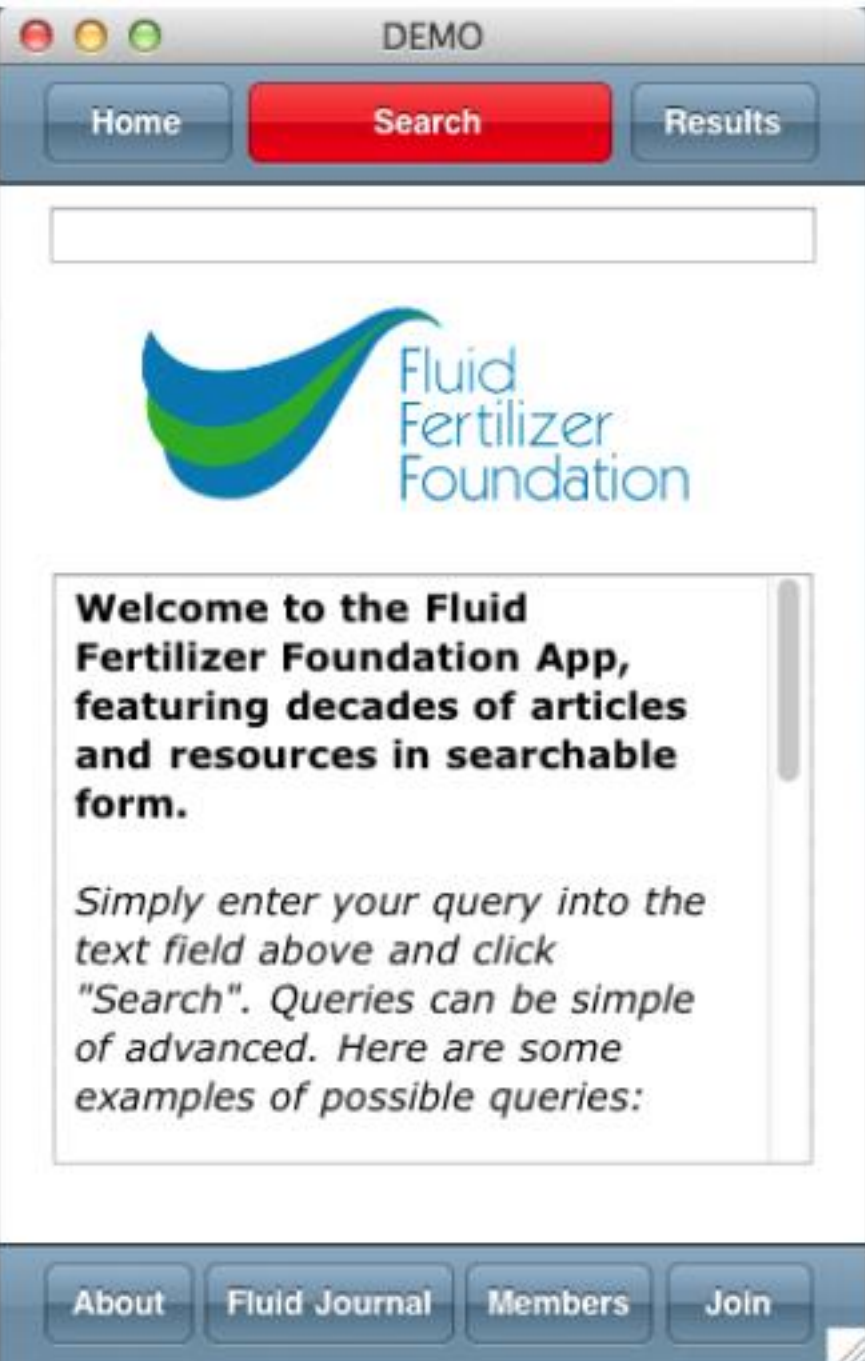 DEMO
Home Search Results
Fluid
Fertilizer
Foundation
Welcome to the Fluid
Fertilizer Foundation App,
featuring decades of articles
and resources in searchable
form.
Simply enter your query into the
text field above and click
"Search". Queries can be simple
of advanced. Here are some
examples of possible queries:
About Fluid Journal Members Join